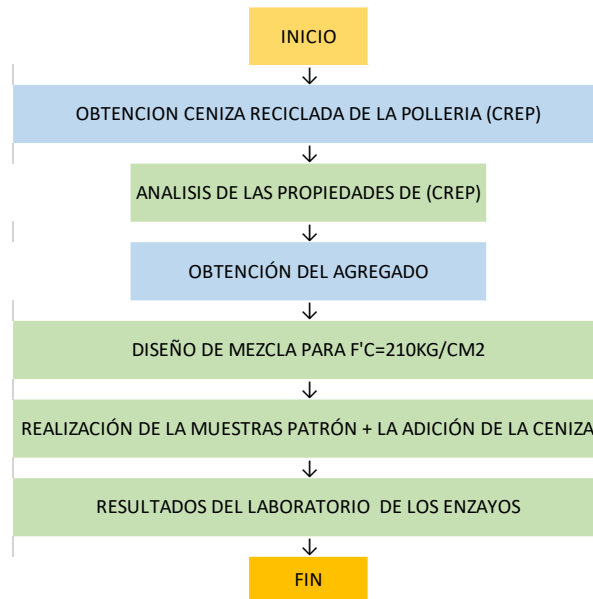 INICIO
OBTENCION CENIZA RECICLADA DE LA POLLERIA (CREP)
ANALISIS DE LAS PROPIEDADES DE (CREP)
OBTENCIÓN DEL AGREGADO
DISEÑO DE MEZCLA PARA F'C=210KG/CM2
REALIZACIÓN DE LA MUESTRAS PATRÓN + LA ADICIÓN DE LA CENIZA
RESULTADOS DEL LABORATORIO DE LOS ENZAYOS
FIN